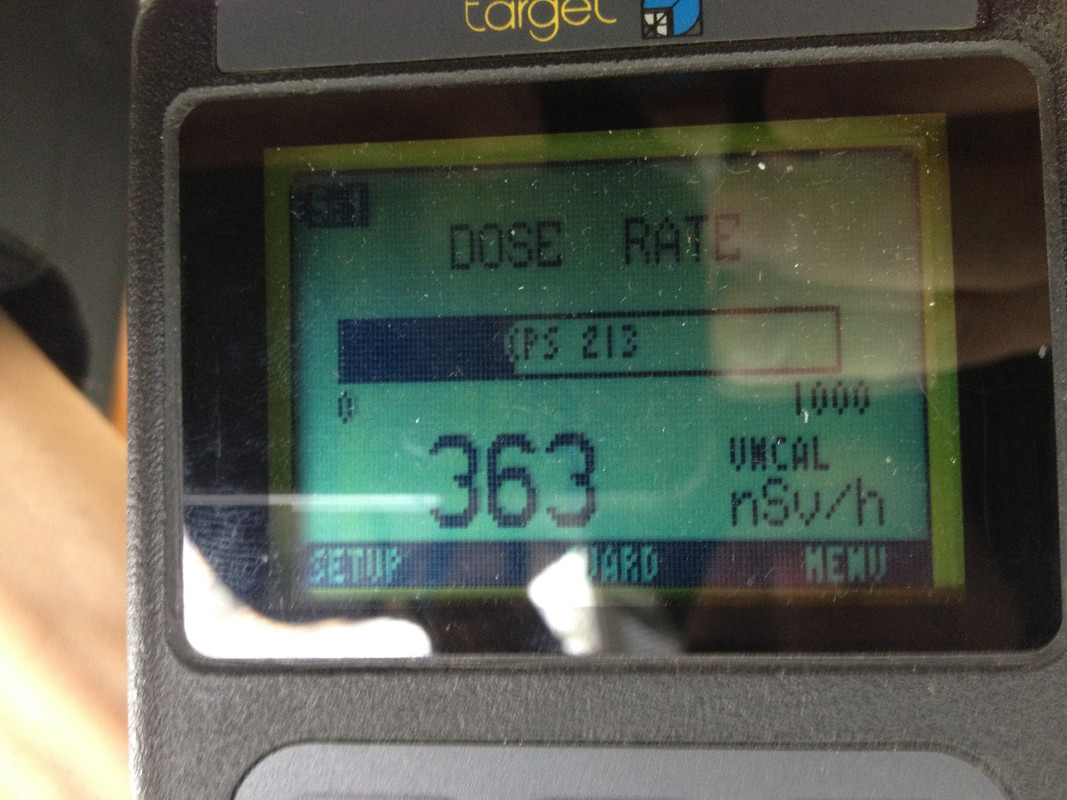 target
DOSE RATE
CPS 213
0 1000
363 UNCAL
nSv/h
SETUP MENU